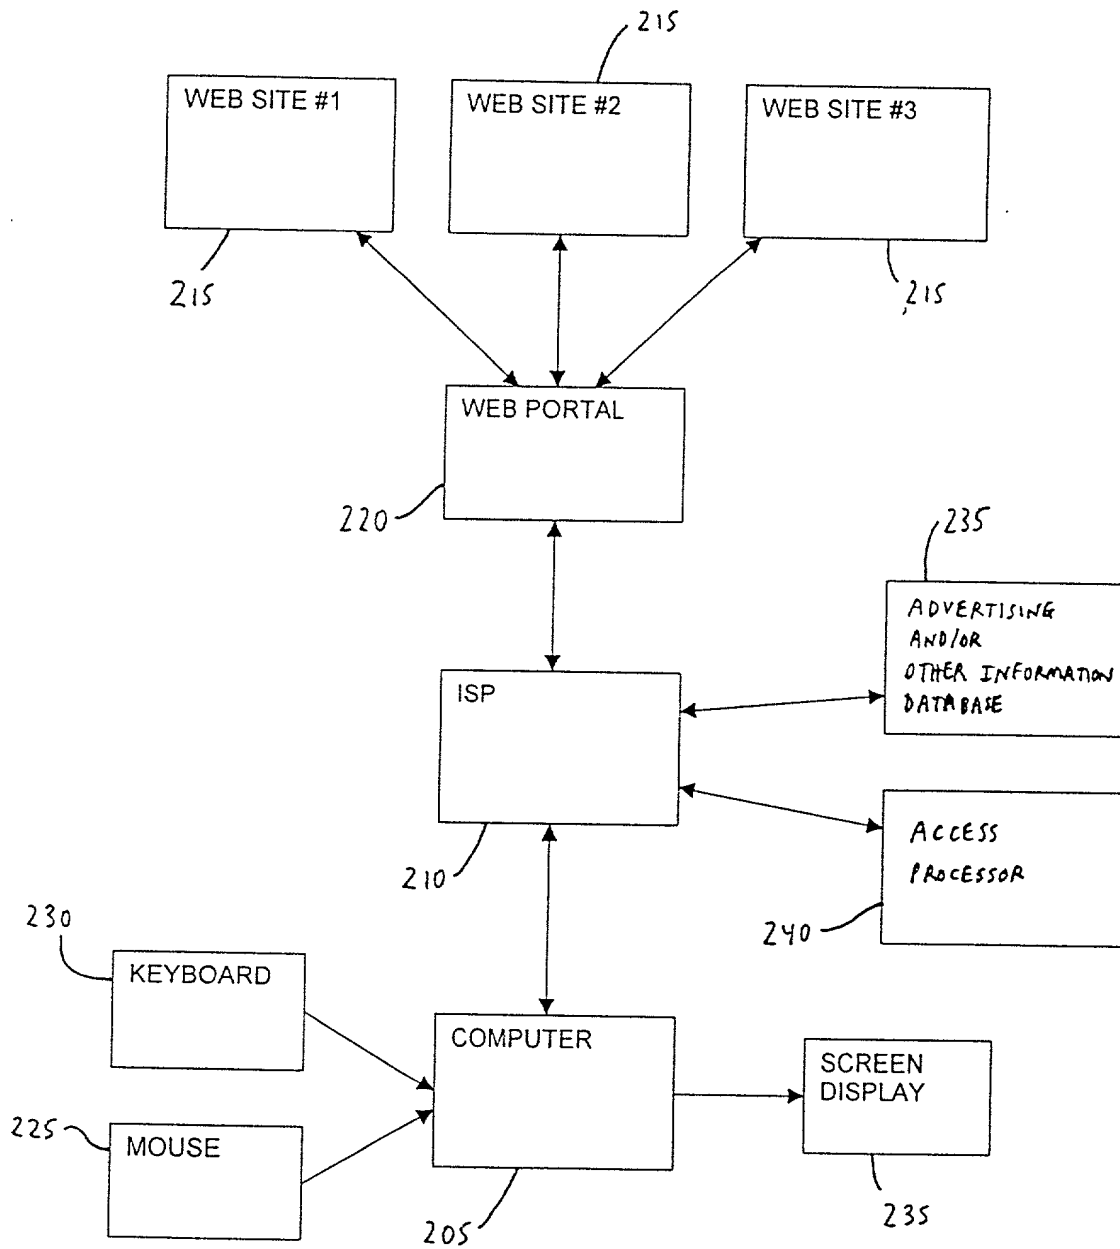 215
WEB SITE #1
WEB SITE #2
WEB SITE #3
215
215
WEB PORTAL
220
235
ADVERTISING
AND/OR
OTHER INFORMATION
DATABASE
ISP
210
ACCESS
PROCESSOR
240
230
KEYBOARD
COMPUTER
SCREEN
DISPLAY
225
MOUSE
205
235